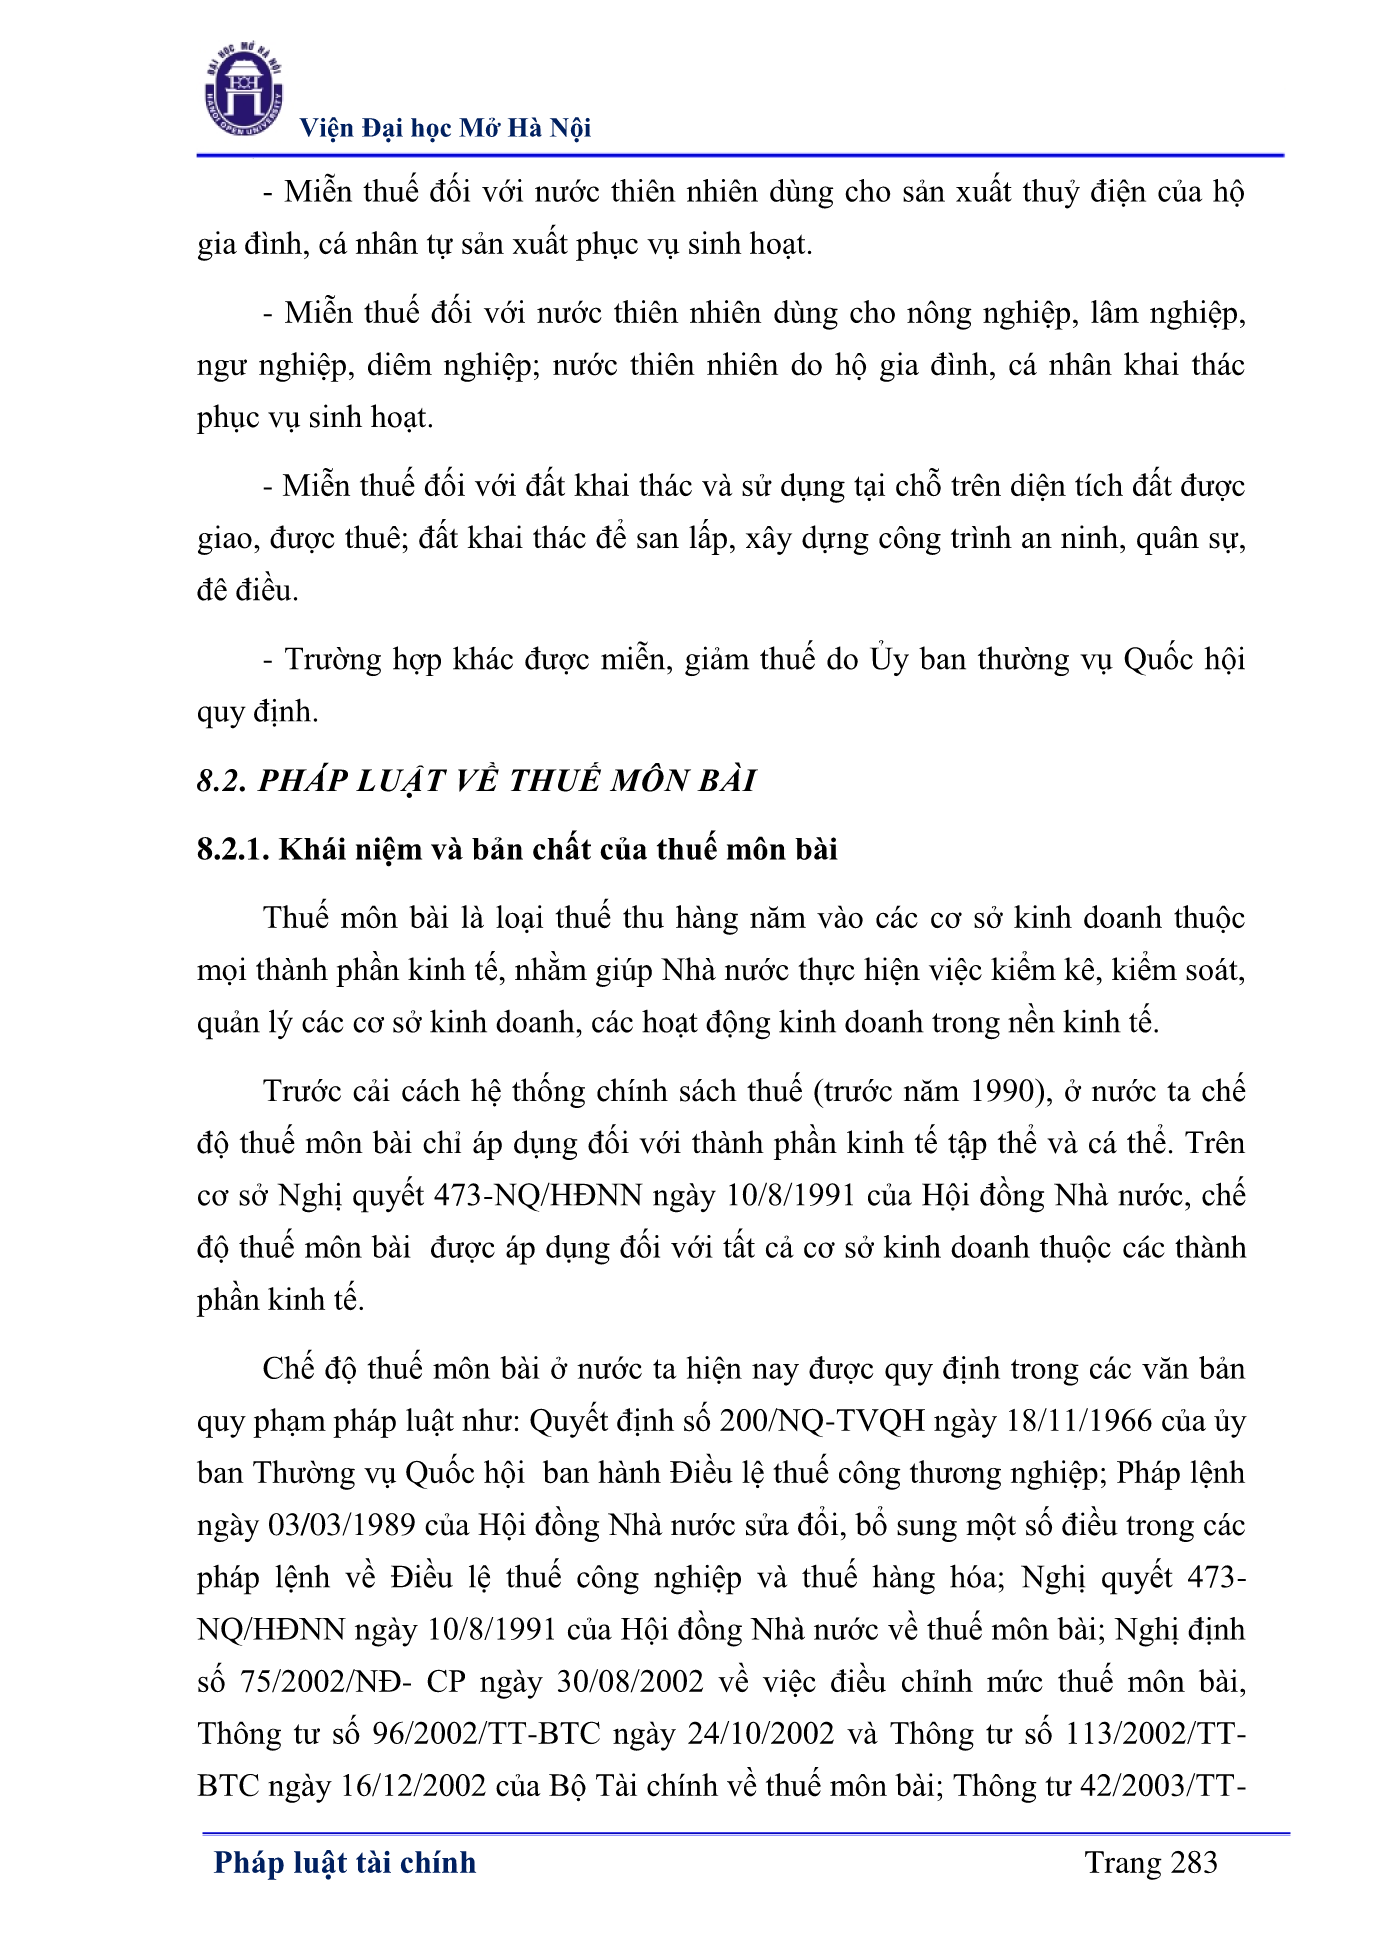 ĐẠI HỌC MỞ HÀ NỘI
HANOI OPEN UNIVERSITY
Viện Đại học Mở Hà Nội
- Miễn thuế đối với nước thiên nhiên dùng cho sản xuất thuỷ điện của hộ
gia đình, cá nhân tự sản xuất phục vụ sinh hoạt.
- Miễn thuế đối với nước thiên nhiên dùng cho nông nghiệp, lâm nghiệp,
ngư nghiệp, diêm nghiệp; nước thiên nhiên do hộ gia đình, cá nhân khai thác
phục vụ sinh hoạt.
- Miễn thuế đối với đất khai thác và sử dụng tại chỗ trên diện tích đất được
giao, được thuê; đất khai thác để san lấp, xây dựng công trình an ninh, quân sự,
đê điều.
- Trường hợp khác được miễn, giảm thuế do Ủy ban thường vụ Quốc hội
quy định.
8.2. PHÁP LUẬT VỀ THUẾ MÔN BÀI
8.2.1. Khái niệm và bản chất của thuế môn bài
Thuế môn bài là loại thuế thu hàng năm vào các cơ sở kinh doanh thuộc
mọi thành phần kinh tế, nhằm giúp Nhà nước thực hiện việc kiểm kê, kiểm soát,
quản lý các cơ sở kinh doanh, các hoạt động kinh doanh trong nền kinh tế.
Trước cải cách hệ thống chính sách thuế (trước năm 1990), ở nước ta chế
độ thuế môn bài chỉ áp dụng đối với thành phần kinh tế tập thể và cá thể. Trên
cơ sở Nghị quyết 473-NQ/HĐNN ngày 10/8/1991 của Hội đồng Nhà nước, chế
độ thuế môn bài  được áp dụng đối với tất cả cơ sở kinh doanh thuộc các thành
phần kinh tế.
Chế độ thuế môn bài ở nước ta hiện nay được quy định trong các văn bản
quy phạm pháp luật như: Quyết định số 200/NQ-TVQH ngày 18/11/1966 của ủy
ban Thường vụ Quốc hội  ban hành Điều lệ thuế công thương nghiệp; Pháp lệnh
ngày 03/03/1989 của Hội đồng Nhà nước sửa đổi, bổ sung một số điều trong các
pháp lệnh về Điều lệ thuế công nghiệp và thuế hàng hóa; Nghị quyết 473-
NQ/HĐNN ngày 10/8/1991 của Hội đồng Nhà nước về thuế môn bài; Nghị định
số 75/2002/NĐ- CP ngày 30/08/2002 về việc điều chỉnh mức thuế môn bài,
Thông tư số 96/2002/TT-BTC ngày 24/10/2002 và Thông tư số 113/2002/TT-
BTC ngày 16/12/2002 của Bộ Tài chính về thuế môn bài; Thông tư 42/2003/TT-
Pháp luật tài chính
Trang 283